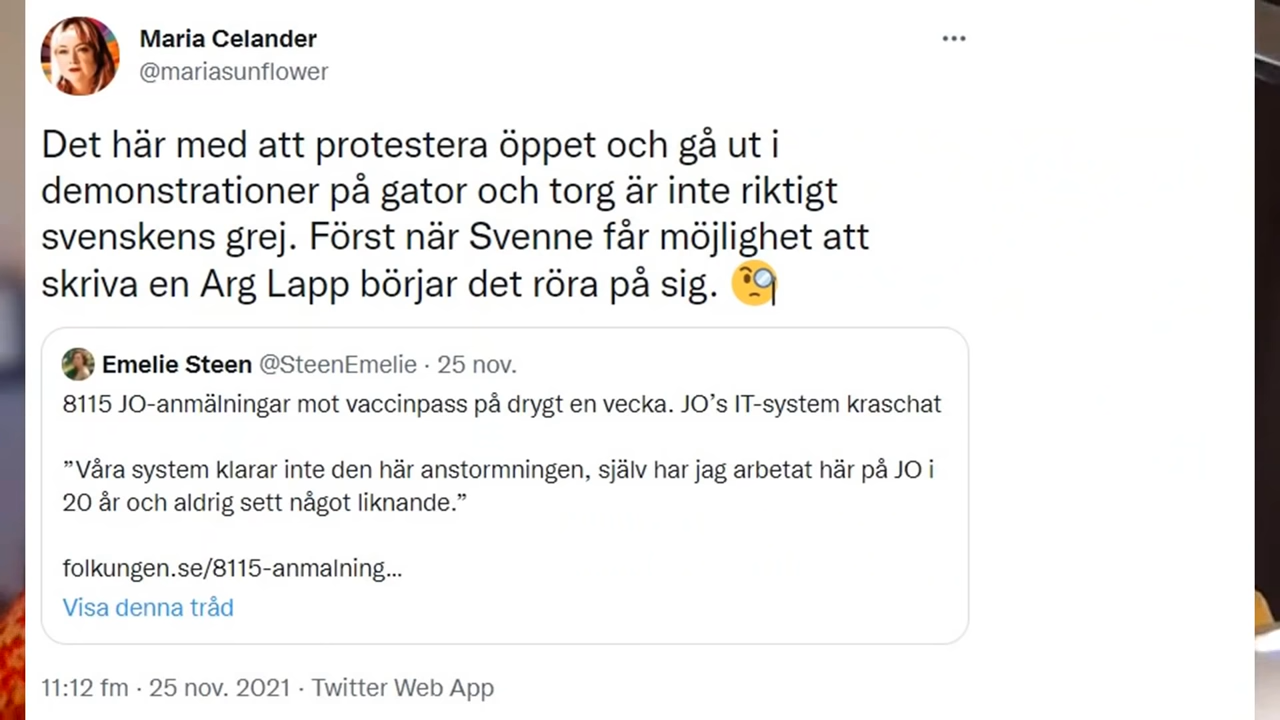 Maria Celander
@mariasunflower
Det här med att protestera öppet och gå ut i
demonstrationer på gator och torg är inte riktigt
svenskens grej. Först när Svenne får möjlighet att
skriva en Arg Lapp börjar det röra på sig. 🧐
Emelie Steen @SteenEmelie · 25 nov.
8115 JO-anmälningar mot vaccinpass på drygt en vecka. JO’s IT-system kraschat
”Våra system klarar inte den här anstormningen, själv har jag arbetat här på JO i
20 år och aldrig sett något liknande.”
folkungen.se/8115-anmalning...
Visa denna tråd
11:12 fm · 25 nov. 2021 · Twitter Web App